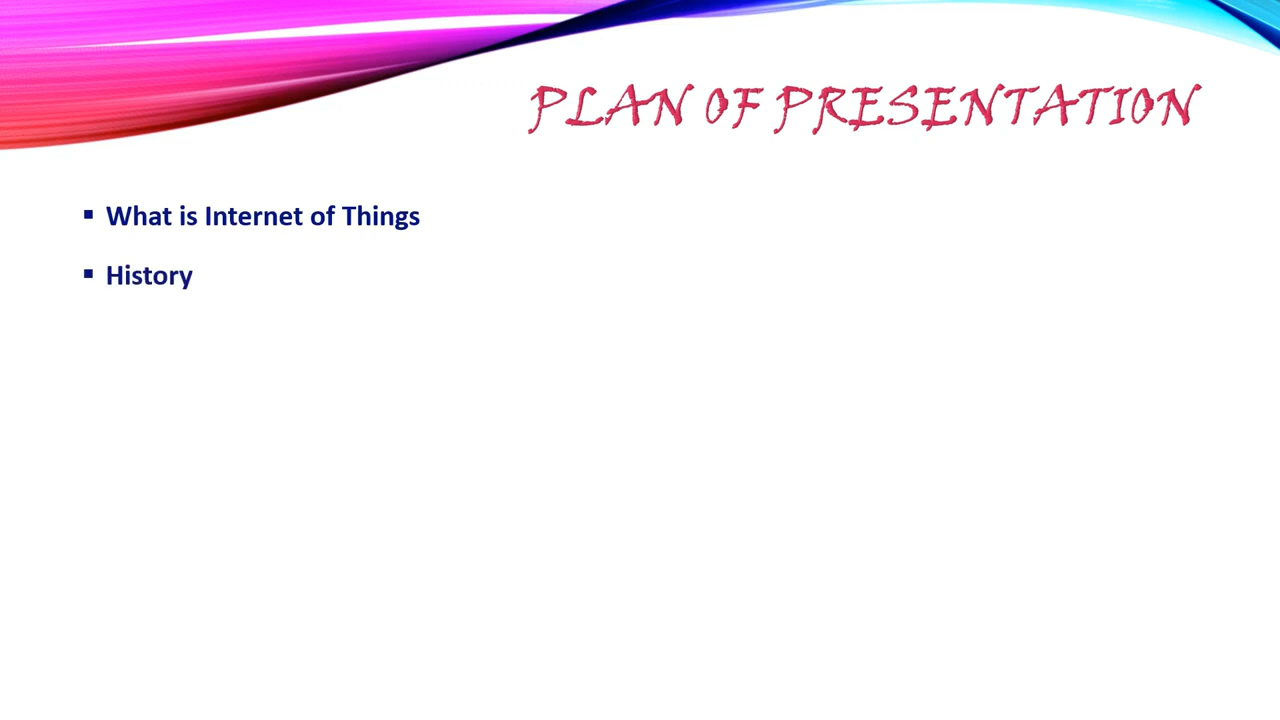 PLAN OF PRESENTATION
▪ What is Internet of Things
▪ History